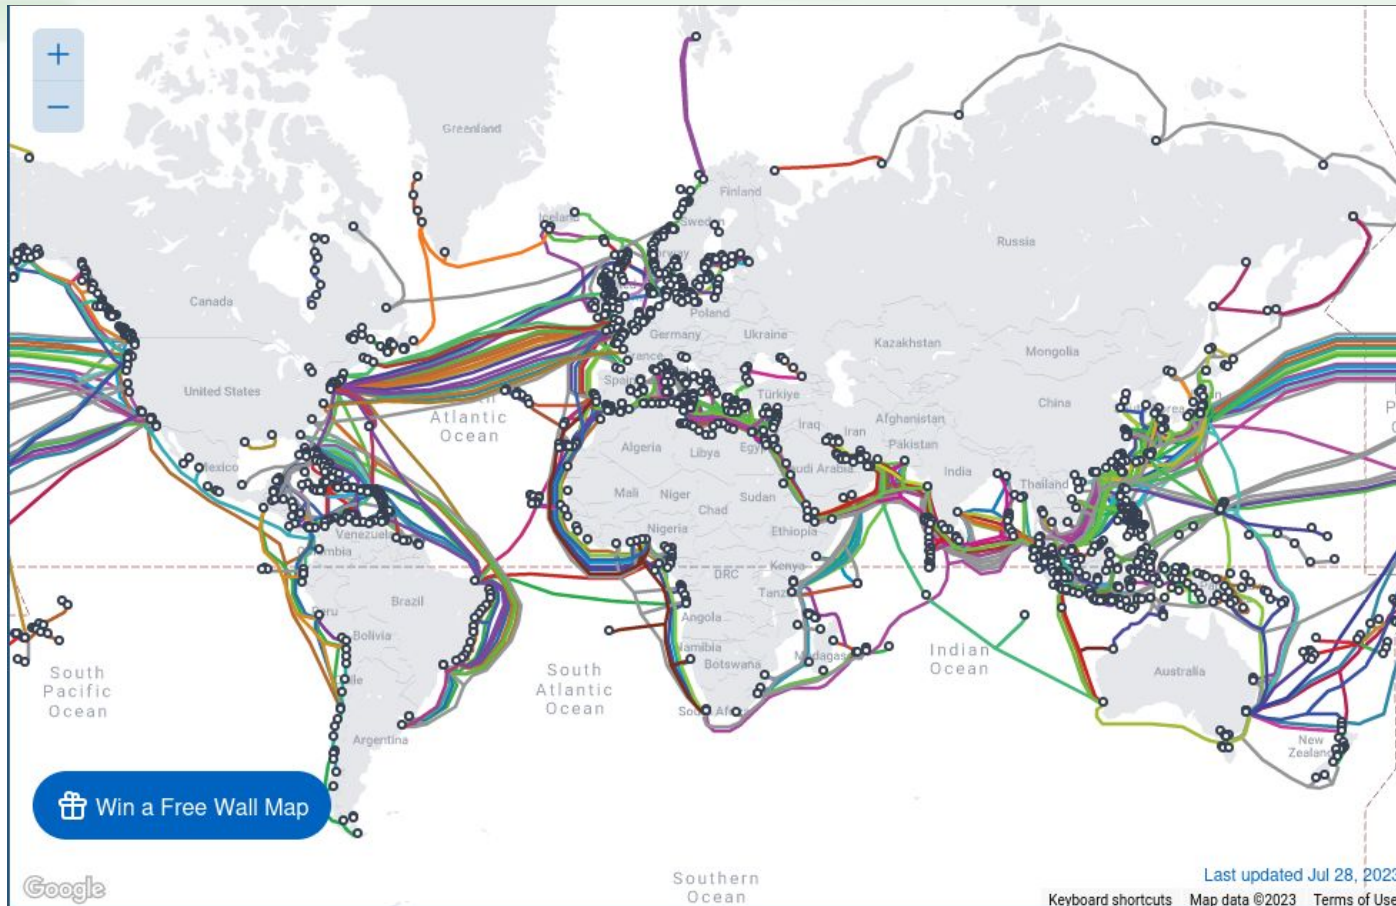 +
−
Greenland
Finland
Iceland
Sweden
Russia
Canada
Poland
Germany
Ukraine
Kazakhstan
Mongolia
United States
Spain
Türkiye
China
Atlantic
Ocean
Afghanistan
Iraq
Iran
Algeria
Libya
Pakistan
Mexico
Saudi Arabia
India
Thailand
Mali
Niger
Sudan
Chad
Nigeria
Ethiopia
Venezuela
DRC
Kenya
Brazil
Angola
Peru
Bolivia
Namibia
Botswana
Indian
Ocean
Australia
South
Pacific
Ocean
South
Atlantic
Ocean
Argentina
New
Zealand
Win a Free Wall Map
Google
Southern
Ocean
Last updated Jul 28, 2023
Keyboard shortcuts Map data ©2023 Terms of Use